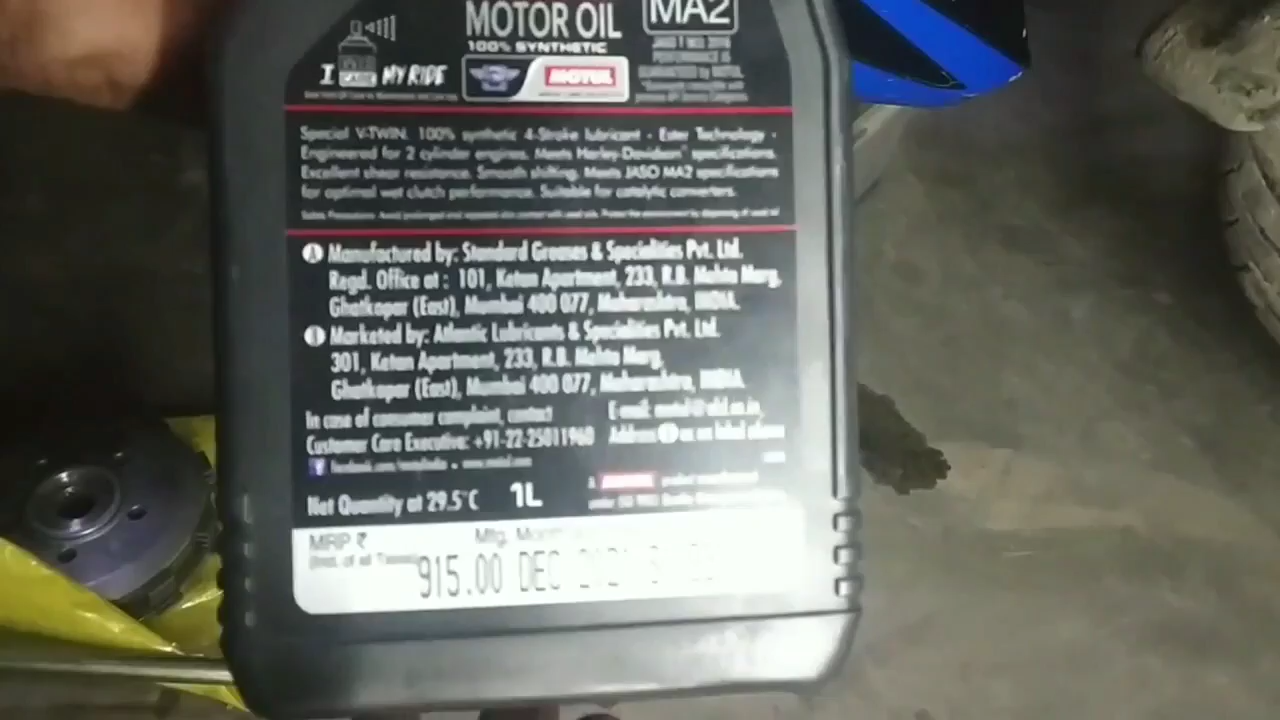 MOTOR OIL
MA2
100% SYNTHETIC
I MY RIDE
MOTUL
Special V-TWIN. 100% synthetic 4-Stroke lubricant - Ester Technology -
Engineered for 2 cylinder engines. Meets Harley-Davidson® specifications.
Excellent shear resistance. Smooth shifting. Meets JASO MA2 specifications
for optimal wet clutch performance. Suitable for catalytic converters.
Manufactured by: Standard Greases & Specialities Pvt. Ltd.
Regd. Office at : 101, Ketan Apartment, 233, R.B. Mehta Marg,
Ghatkopar (East), Mumbai 400 077, Maharashtra, INDIA.
Marketed by: Atlantic Lubricants & Specialities Pvt. Ltd.
301, Ketan Apartment, 233, R.B. Mehta Marg,
Ghatkopar (East), Mumbai 400 077, Maharashtra, INDIA.
In case of consumer complaint, contact
Customer Care Executive: +91-22-25011960
Net Quantity at 29.5°C 1L
MRP ₹
(Incl. of all Taxes)
915.00 DEC